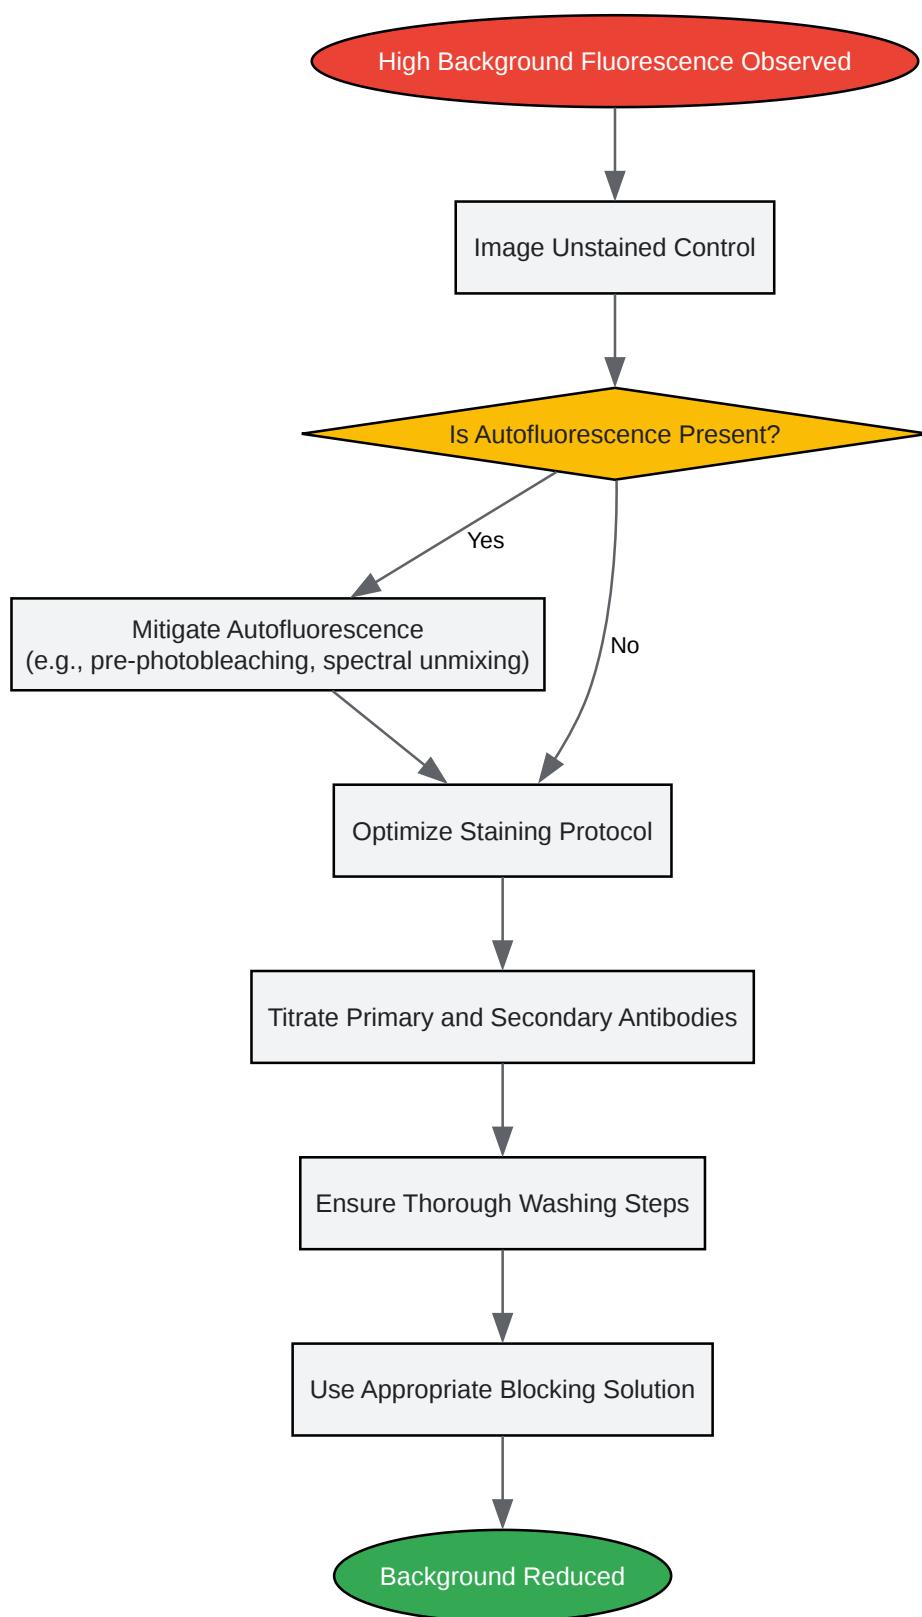 High Background Fluorescence Observed
Image Unstained Control
Is Autofluorescence Present?
Yes
Mitigate Autofluorescence
(e.g., pre-photobleaching, spectral unmixing)
No
Optimize Staining Protocol
Titrate Primary and Secondary Antibodies
Ensure Thorough Washing Steps
Use Appropriate Blocking Solution
Background Reduced